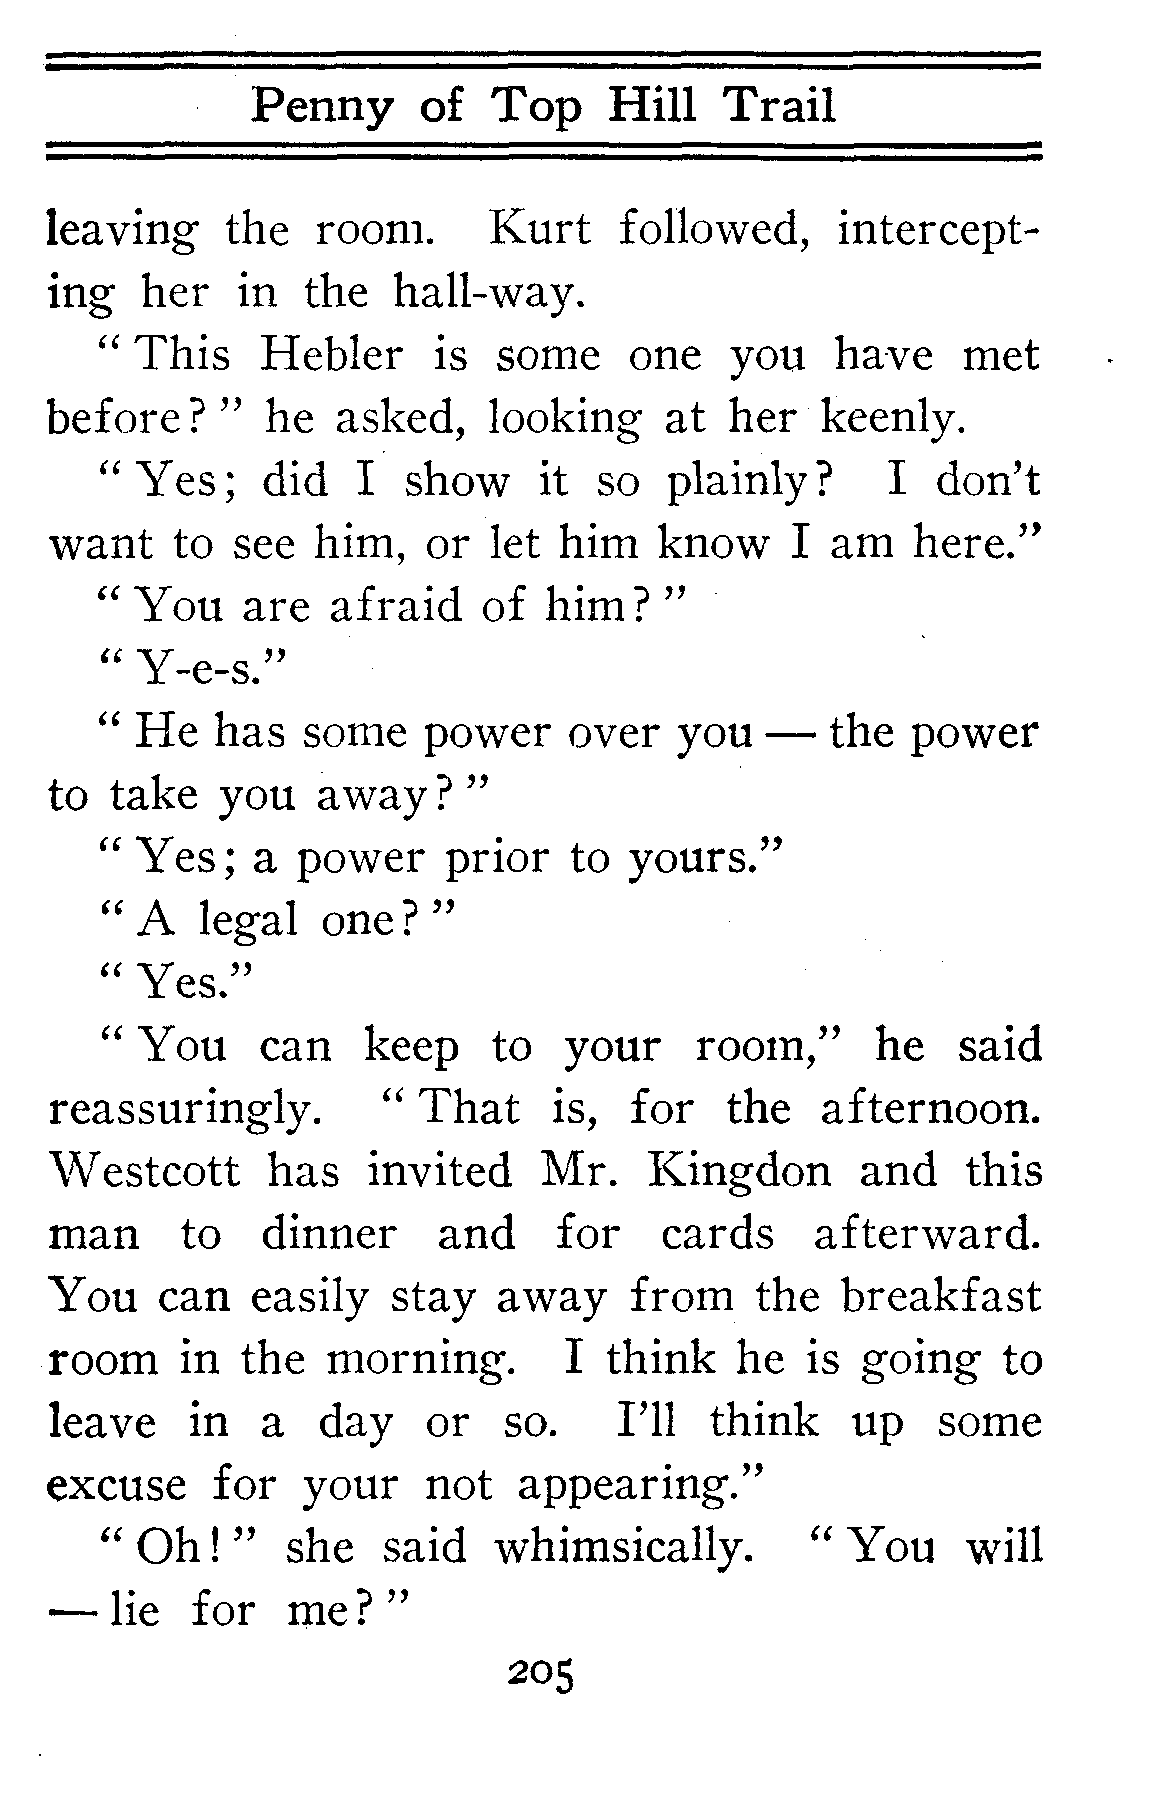 Penny of Top Hill Trail
leaving the room. Kurt followed, intercept-
ing her in the hall-way.
“ This Hebler is some one you have met
before? ” he asked, looking at her keenly.
“ Yes; did I show it so plainly? I don’t
want to see him, or let him know I am here.”
“ You are afraid of him? ”
“ Y-e-s.”
“ He has some power over you — the power
to take you away? ”
“ Yes; a power prior to yours.”
“ A legal one? ”
“ Yes.”
“ You can keep to your room,” he said
reassuringly. “ That is, for the afternoon.
Westcott has invited Mr. Kingdon and this
man to dinner and for cards afterward.
You can easily stay away from the breakfast
room in the morning. I think he is going to
leave in a day or so. I’ll think up some
excuse for your not appearing.”
“ Oh! ” she said whimsically. “ You will
— lie for me? ”
205